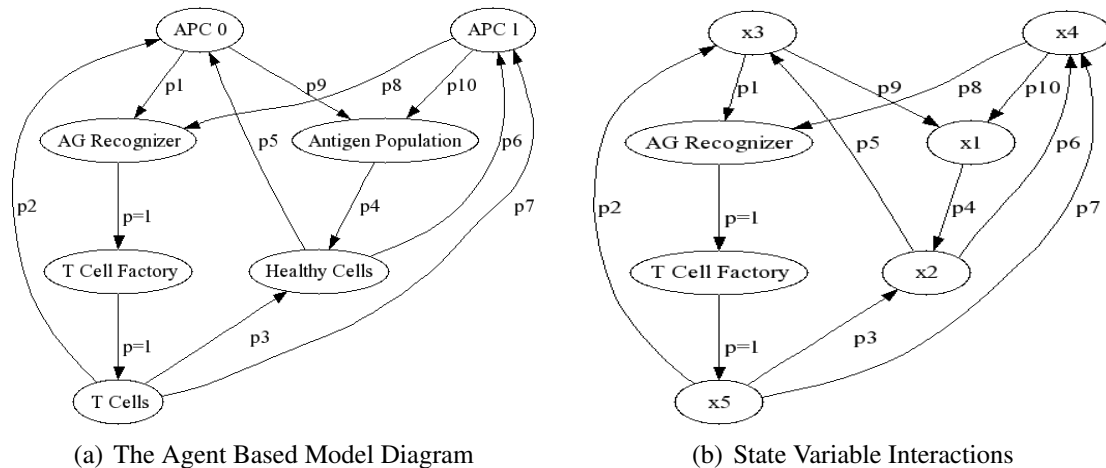 APC 0
APC 1
p1
p9
p8
p10
AG Recognizer
Antigen Population
p5
p6
p2
p=1
p4
p7
T Cell Factory
Healthy Cells
p=1
p3
T Cells
(a) The Agent Based Model Diagram
x3
x4
p1
p9
p8
p10
AG Recognizer
x1
p5
p6
p2
p=1
p4
p7
T Cell Factory
x2
p=1
p3
x5
(b) State Variable Interactions